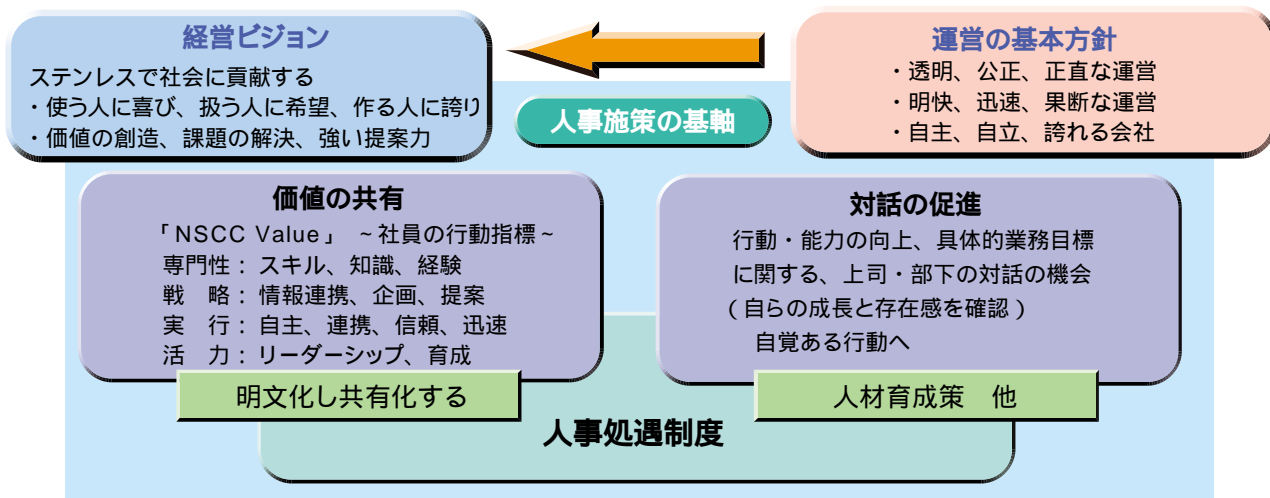 経営ビジョン
ステンレスで社会に貢献する
・使う人に喜び、扱う人に希望、作る人に誇り
・価値の創造、課題の解決、強い提案力
運営の基本方針
・透明、公正、正直な運営
・明快、迅速、果断な運営
・自主、自立、誇れる会社
人事施策の基軸
価値の共有
「NSCC Value」 ~社員の行動指標~
専門性：スキル、知識、経験
戦　略：情報連携、企画、提案
実　行：自主、連携、信頼、迅速
活　力：リーダーシップ、育成
明文化し共有化する
対話の促進
行動・能力の向上、具体的業務目標
に関する、上司・部下の対話の機会
(自らの成長と存在感を確認)
自覚ある行動へ
人材育成策　他
人事処遇制度